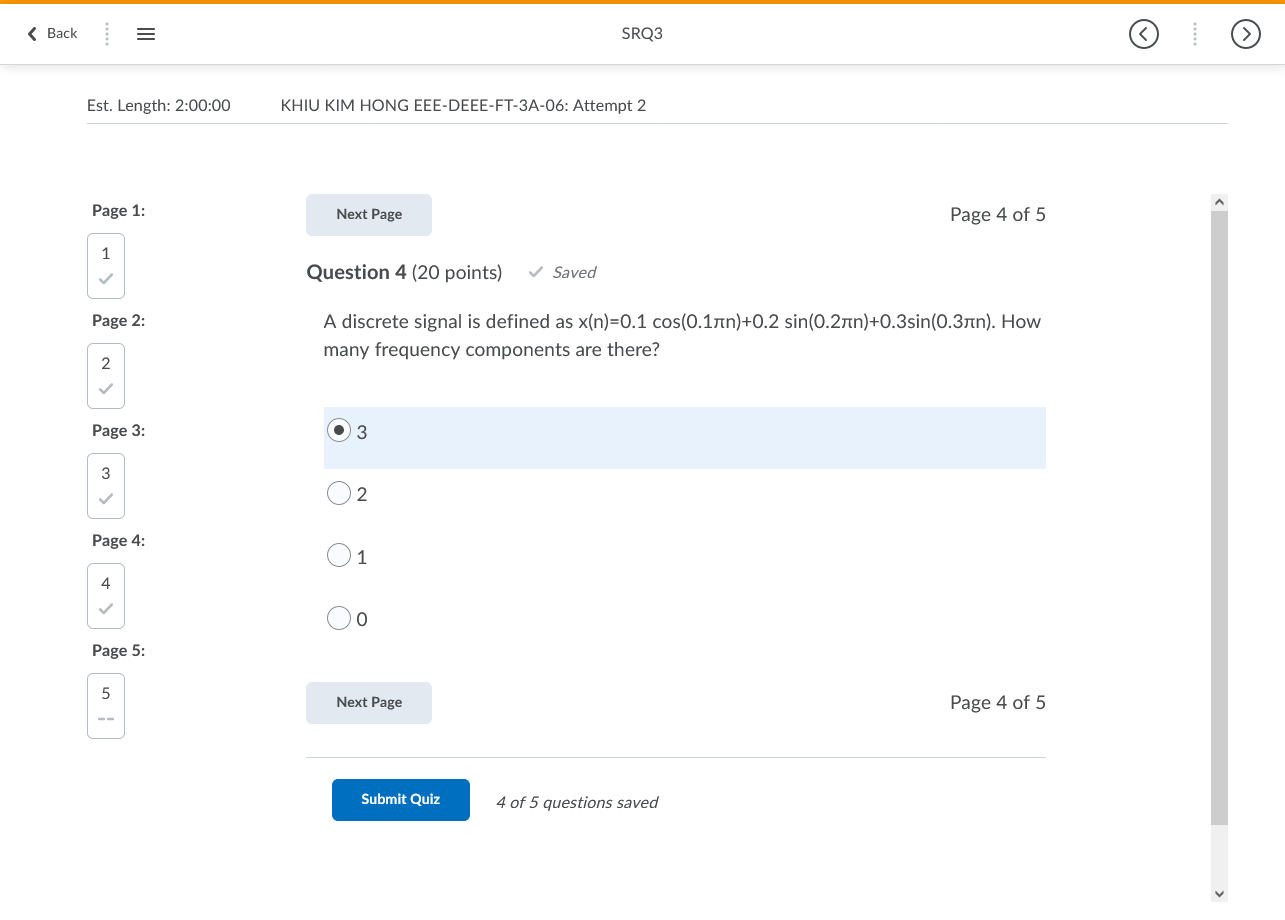 Back
SRQ3
Est. Length: 2:00:00 KHIU KIM HONG EEE-DEEE-FT-3A-06: Attempt 2
Page 1:
1
Page 2:
2
Page 3:
3
Page 4:
4
Page 5:
5
--
Next Page Page 4 of 5
Question 4 (20 points) Saved
A discrete signal is defined as x(n)=0.1 cos(0.1πn)+0.2 sin(0.2πn)+0.3sin(0.3πn). How
many frequency components are there?
3
2
1
0
Next Page Page 4 of 5
Submit Quiz 4 of 5 questions saved